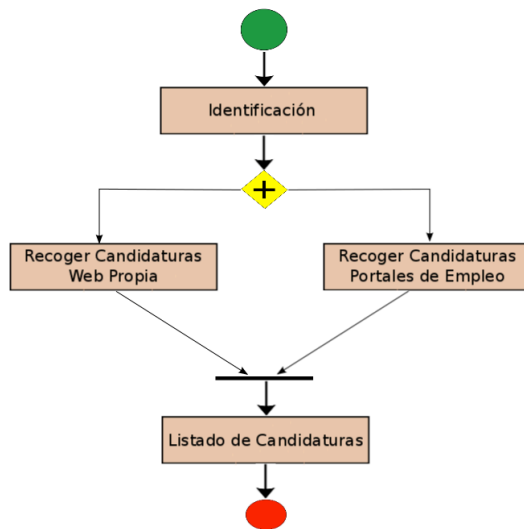 Identificación
Recoger Candidaturas
Web Propia
Recoger Candidaturas
Portales de Empleo
Listado de Candidaturas